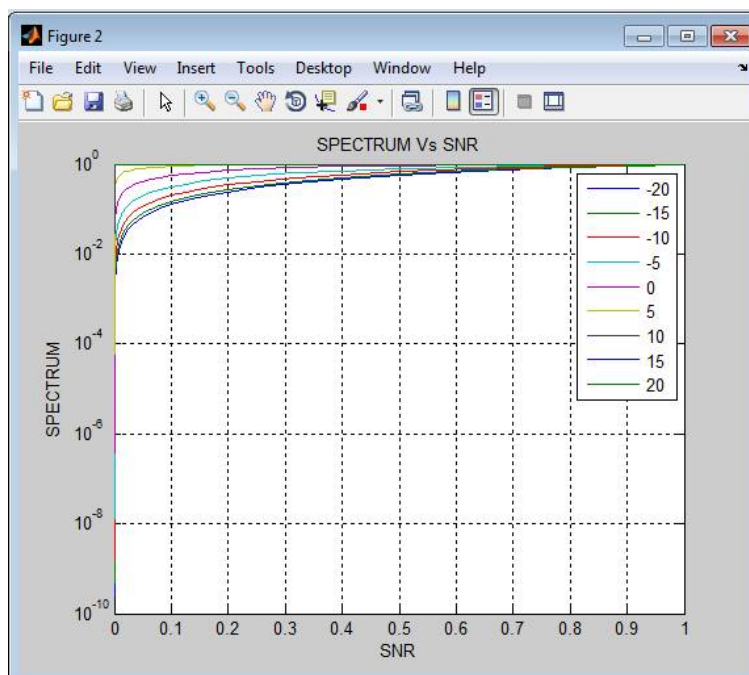 Figure 2
File Edit View Insert Tools Desktop Window Help
SPECTRUM Vs SNR
10^0
10^-2
10^-4
10^-6
10^-8
10^-10
SPECTRUM
-20
-15
-10
-5
0
5
10
15
20
0 0.1 0.2 0.3 0.4 0.5 0.6 0.7 0.8 0.9 1
SNR